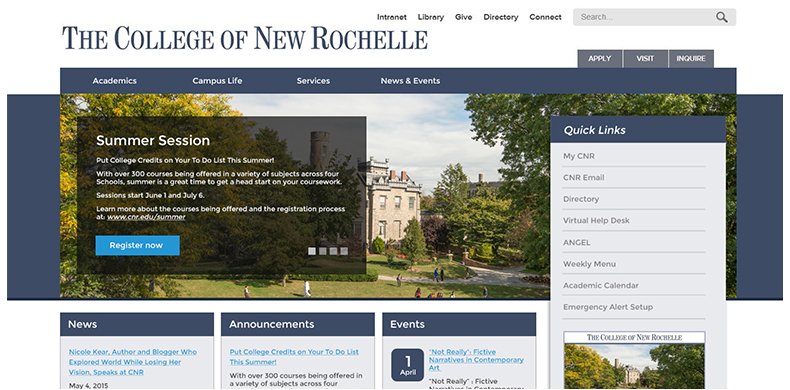 Intranet Library Give Directory Connect Search...
THE COLLEGE OF NEW ROCHELLE
APPLY VISIT INQUIRE
Academics Campus Life Services News & Events
Summer Session
Put College Credits on Your To Do List This Summer!
With over 300 courses being offered in a variety of subjects across four
Schools, summer is a great time to get a head start on your coursework.
Sessions start June 1 and July 6.
Learn more about the courses being offered and the registration process
at: www.cnr.edu/summer
Register now
Quick Links
My CNR
CNR Email
Directory
Virtual Help Desk
ANGEL
Weekly Menu
Academic Calendar
Emergency Alert Setup
THE COLLEGE OF NEW ROCHELLE
News
Nicole Kear, Author and Blogger Who
Explored World While Losing Her
Vision, Speaks at CNR
May 4, 2015
Announcements
Put College Credits on Your To Do List
This Summer!
With over 300 courses being offered in
a variety of subjects across four
Events
1
April
"Not Really": Fictive
Narratives in Contemporary
Art
"Not Really" : Fictive
Narratives in Contemporary